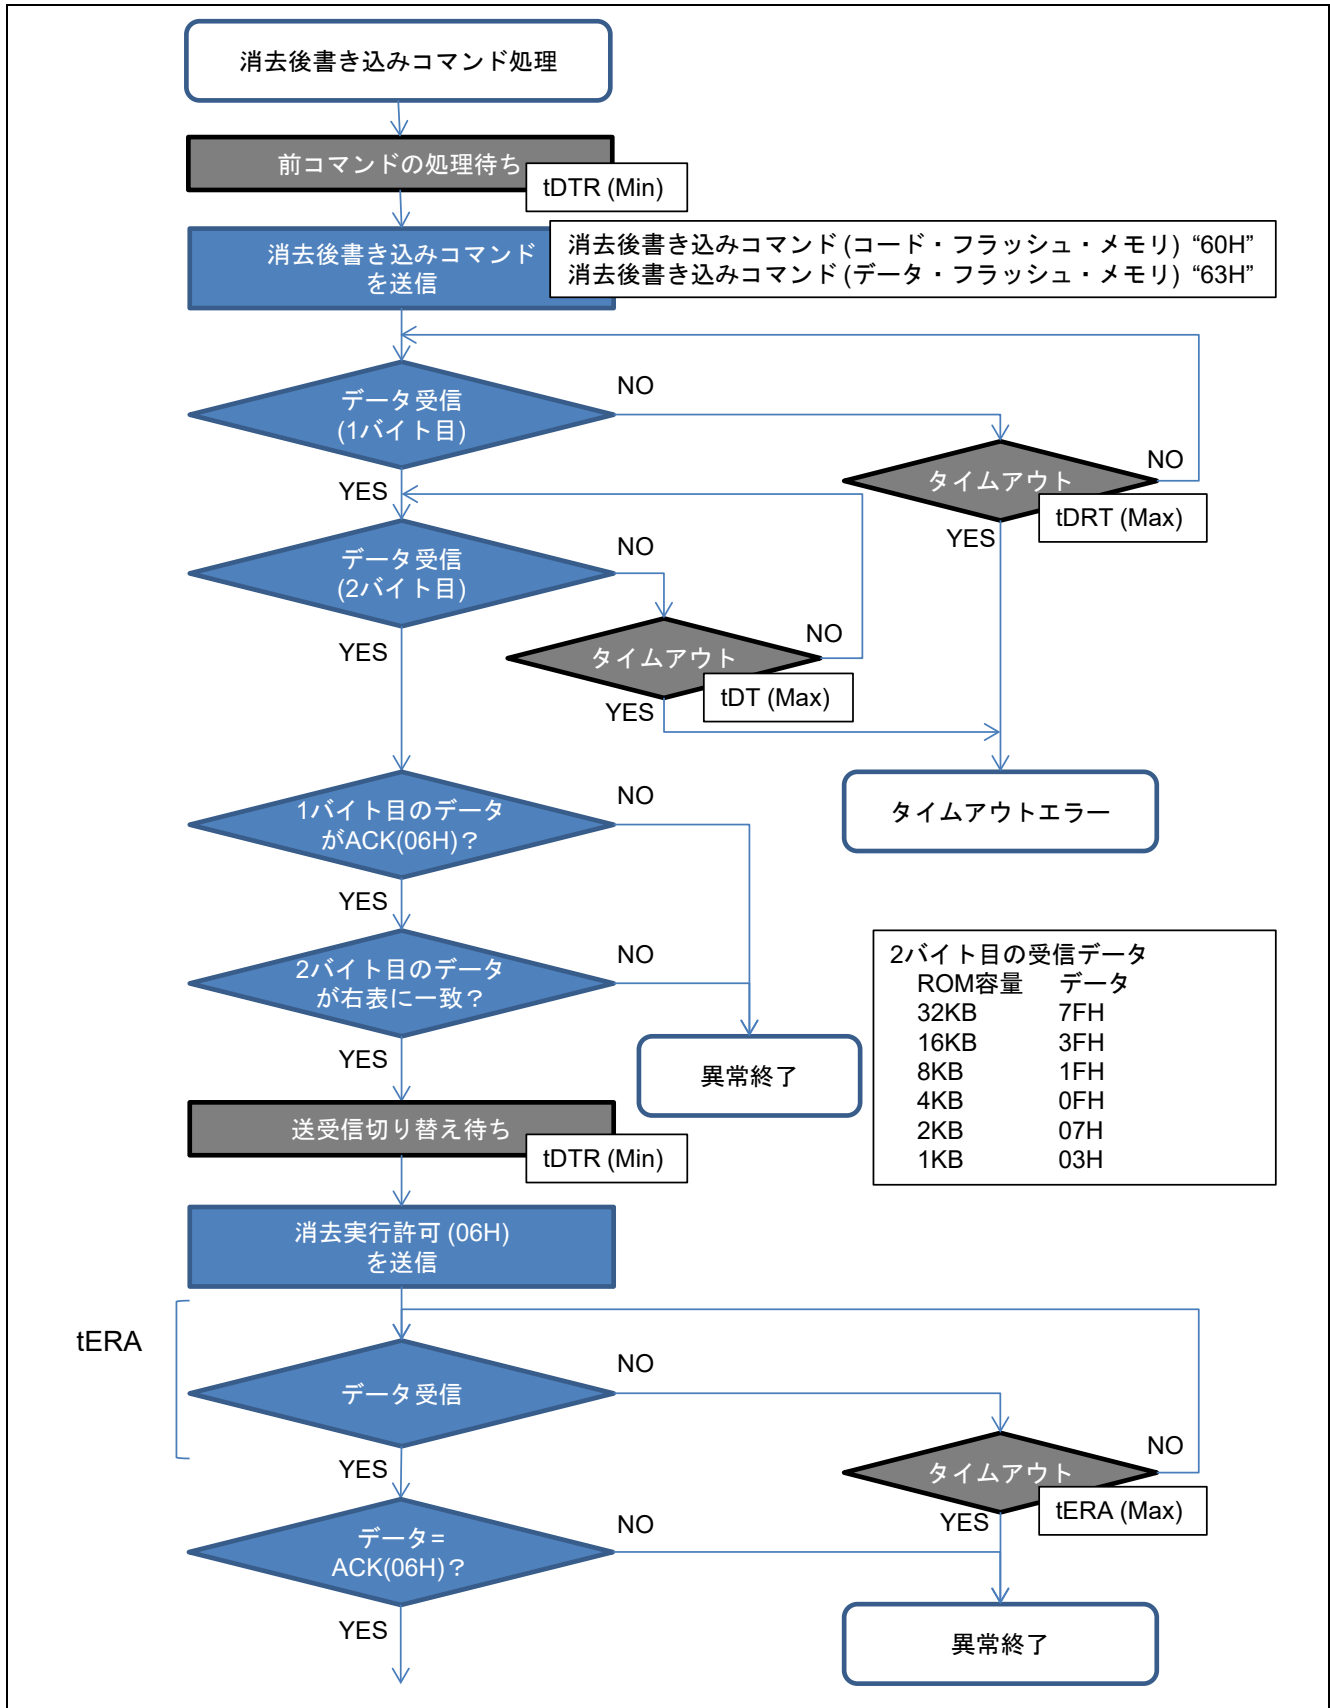 消去後書き込みコマンド処理
前コマンドの処理待ち
tDTR (Min)
消去後書き込みコマンド
を送信
消去後書き込みコマンド (コード・フラッシュ・メモリ) “60H”
消去後書き込みコマンド (データ・フラッシュ・メモリ) “63H”
データ受信
(1バイト目)
NO
YES
タイムアウト
NO
tDRT (Max)
YES
データ受信
(2バイト目)
NO
YES
タイムアウト
NO
tDT (Max)
YES
タイムアウトエラー
1バイト目のデータ
がACK(06H)？
NO
YES
2バイト目のデータ
が右表に一致？
NO
YES
異常終了
2バイト目の受信データ
ROM容量 データ
32KB 7FH
16KB 3FH
8KB 1FH
4KB 0FH
2KB 07H
1KB 03H
送受信切り替え待ち
tDTR (Min)
消去実行許可 (06H)
を送信
tERA
データ受信
NO
YES
タイムアウト
NO
tERA (Max)
YES
データ=
ACK(06H)？
NO
YES
異常終了